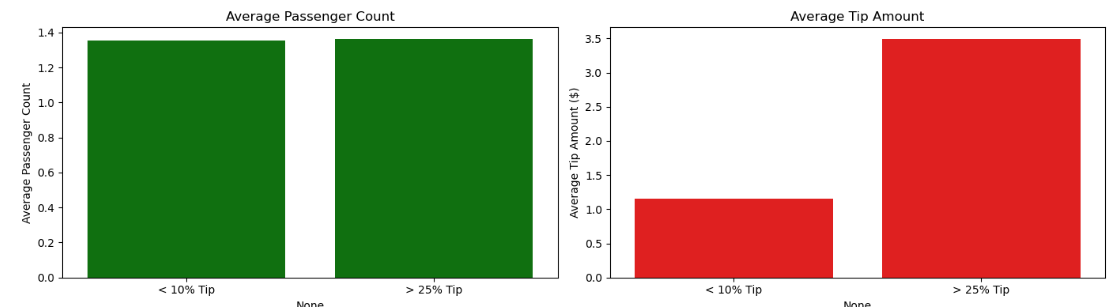 Average Passenger Count
Average Passenger Count
1.4
1.2
1.0
0.8
0.6
0.4
0.2
0.0
< 10% Tip
> 25% Tip
None
Average Tip Amount
Average Tip Amount ($)
3.5
3.0
2.5
2.0
1.5
1.0
0.5
0.0
< 10% Tip
> 25% Tip
None